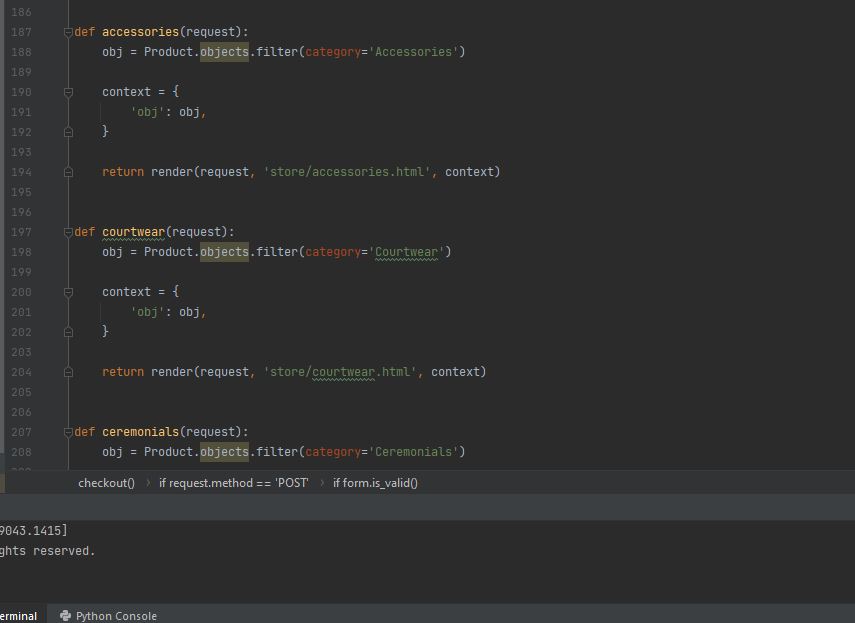 186
187 def accessories(request):
188 obj = Product.objects.filter(category='Accessories')
189
190 context = {
191 'obj': obj,
192 }
193
194 return render(request, 'store/accessories.html', context)
195
196
197 def courtwear(request):
198 obj = Product.objects.filter(category='Courtwear')
199
200 context = {
201 'obj': obj,
202 }
203
204 return render(request, 'store/courtwear.html', context)
205
206
207 def ceremonials(request):
208 obj = Product.objects.filter(category='Ceremonials')
checkout() › if request.method == 'POST' › if form.is_valid()
9043.1415]
ghts reserved.
erminal Python Console